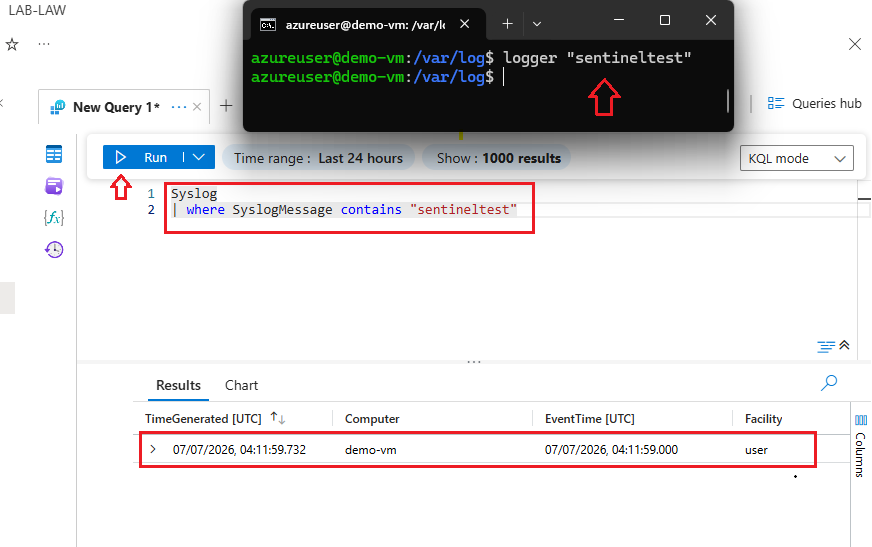 LAB-LAW
azureuser@demo-vm: /var/lo
azureuser@demo-vm:/var/log$ logger "sentineltest"
azureuser@demo-vm:/var/log$
New Query 1*
Queries hub
Run
Time range : Last 24 hours
Show : 1000 results
KQL mode
1 Syslog
2 | where SyslogMessage contains "sentineltest"
Results Chart
TimeGenerated [UTC] Computer EventTime [UTC] Facility
07/07/2026, 04:11:59.732 demo-vm 07/07/2026, 04:11:59.000 user
Columns